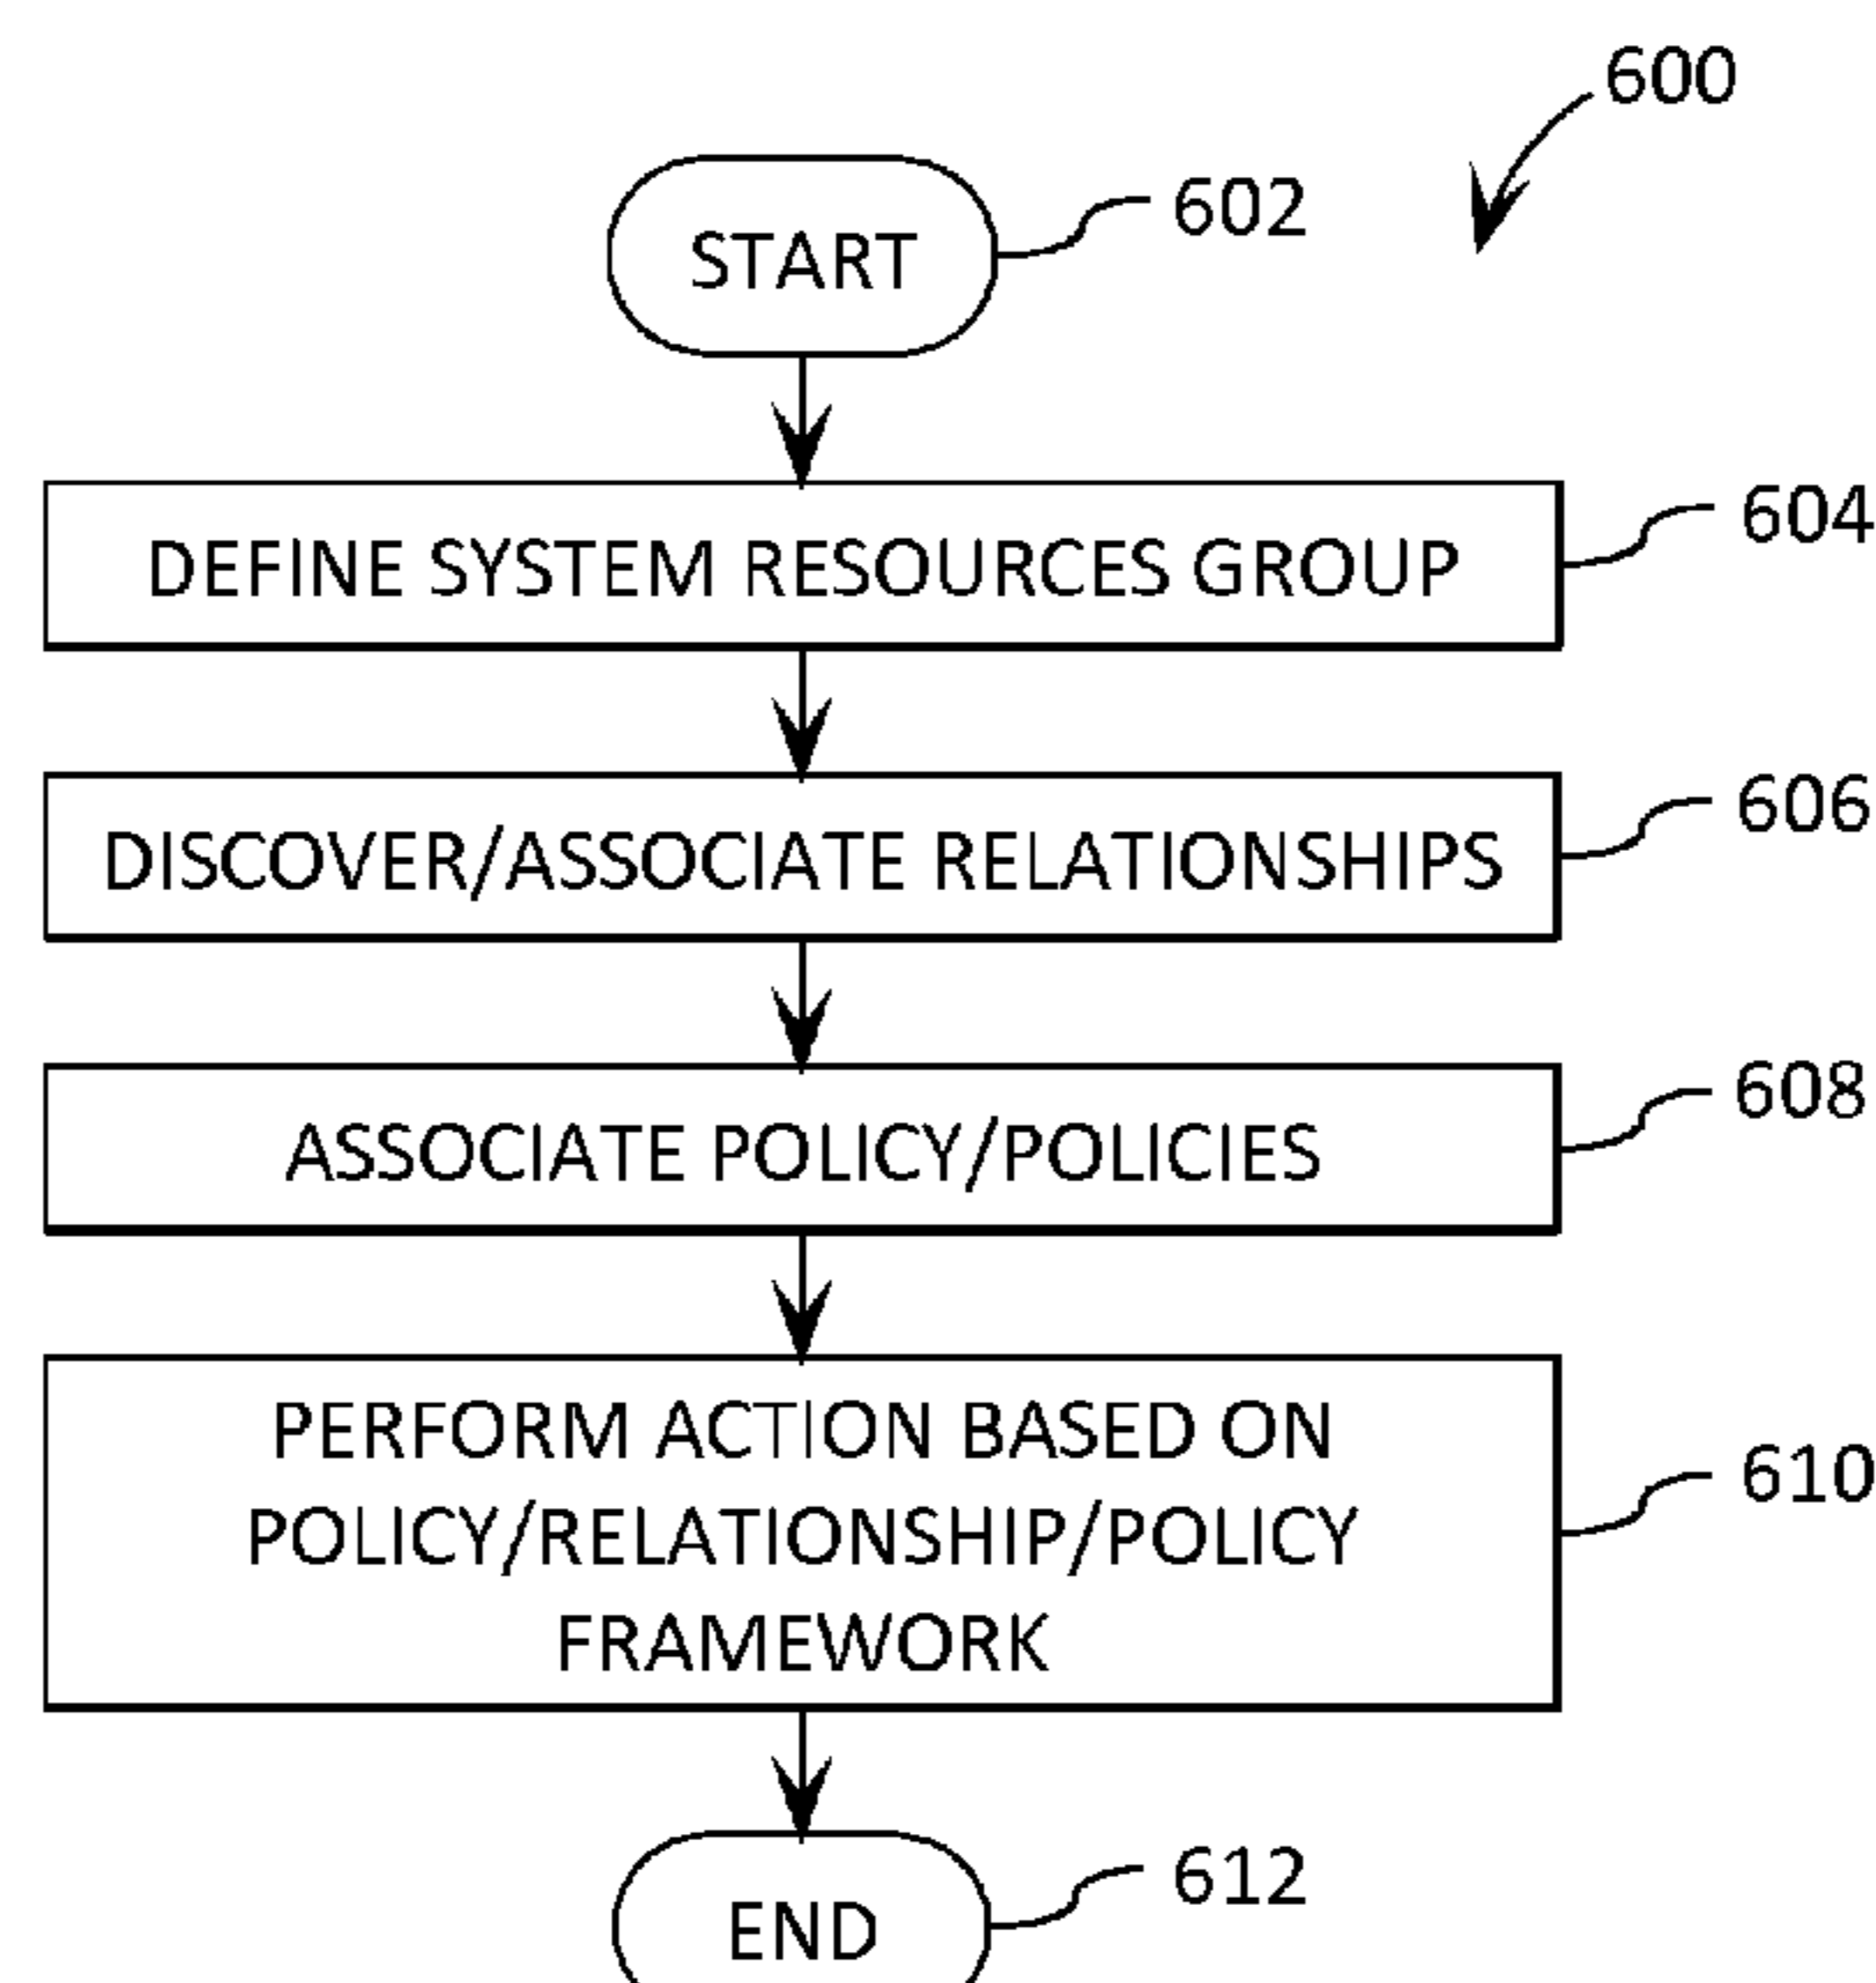 600
START
602
DEFINE SYSTEM RESOURCES GROUP
604
DISCOVER/ASSOCIATE RELATIONSHIPS
606
ASSOCIATE POLICY/POLICIES
608
PERFORM ACTION BASED ON
POLICY/RELATIONSHIP/POLICY
FRAMEWORK
610
END
612